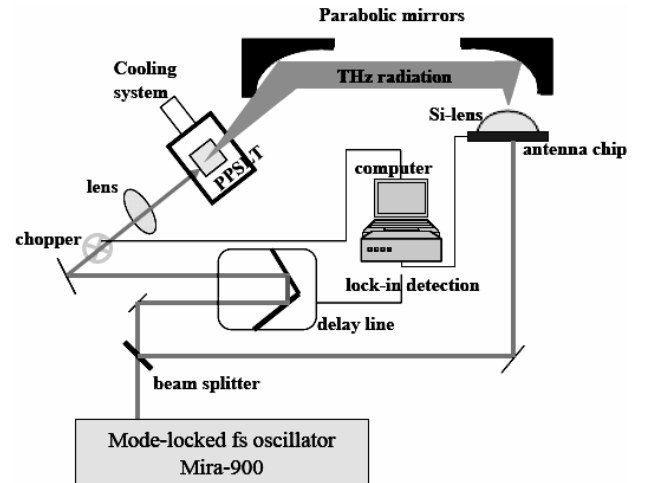 Parabolic mirrors
Cooling
system
THz radiation
Si-lens
antenna chip
PPSLT
computer
lens
chopper
lock-in detection
delay line
beam splitter
Mode-locked fs oscillator
Mira-900